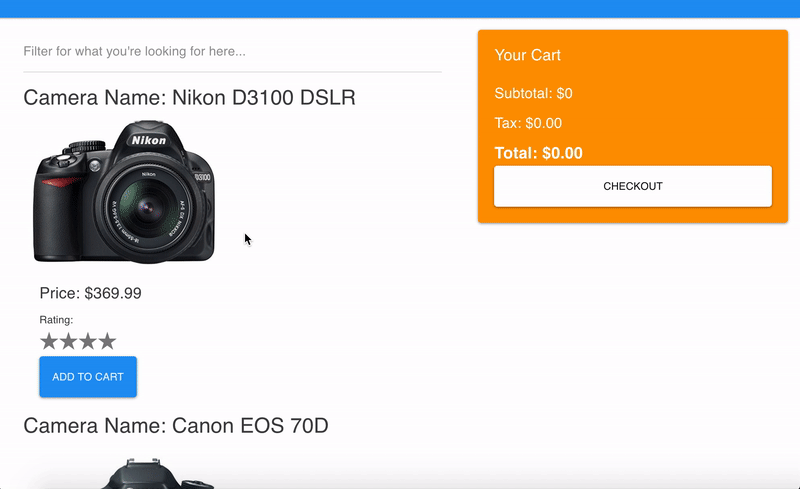 Filter for what you're looking for here...
Camera Name: Nikon D3100 DSLR
Nikon
D3100
Nikon
Price: $369.99
Rating:
★★★★
ADD TO CART
Camera Name: Canon EOS 70D
Your Cart
Subtotal: $0
Tax: $0.00
Total: $0.00
CHECKOUT